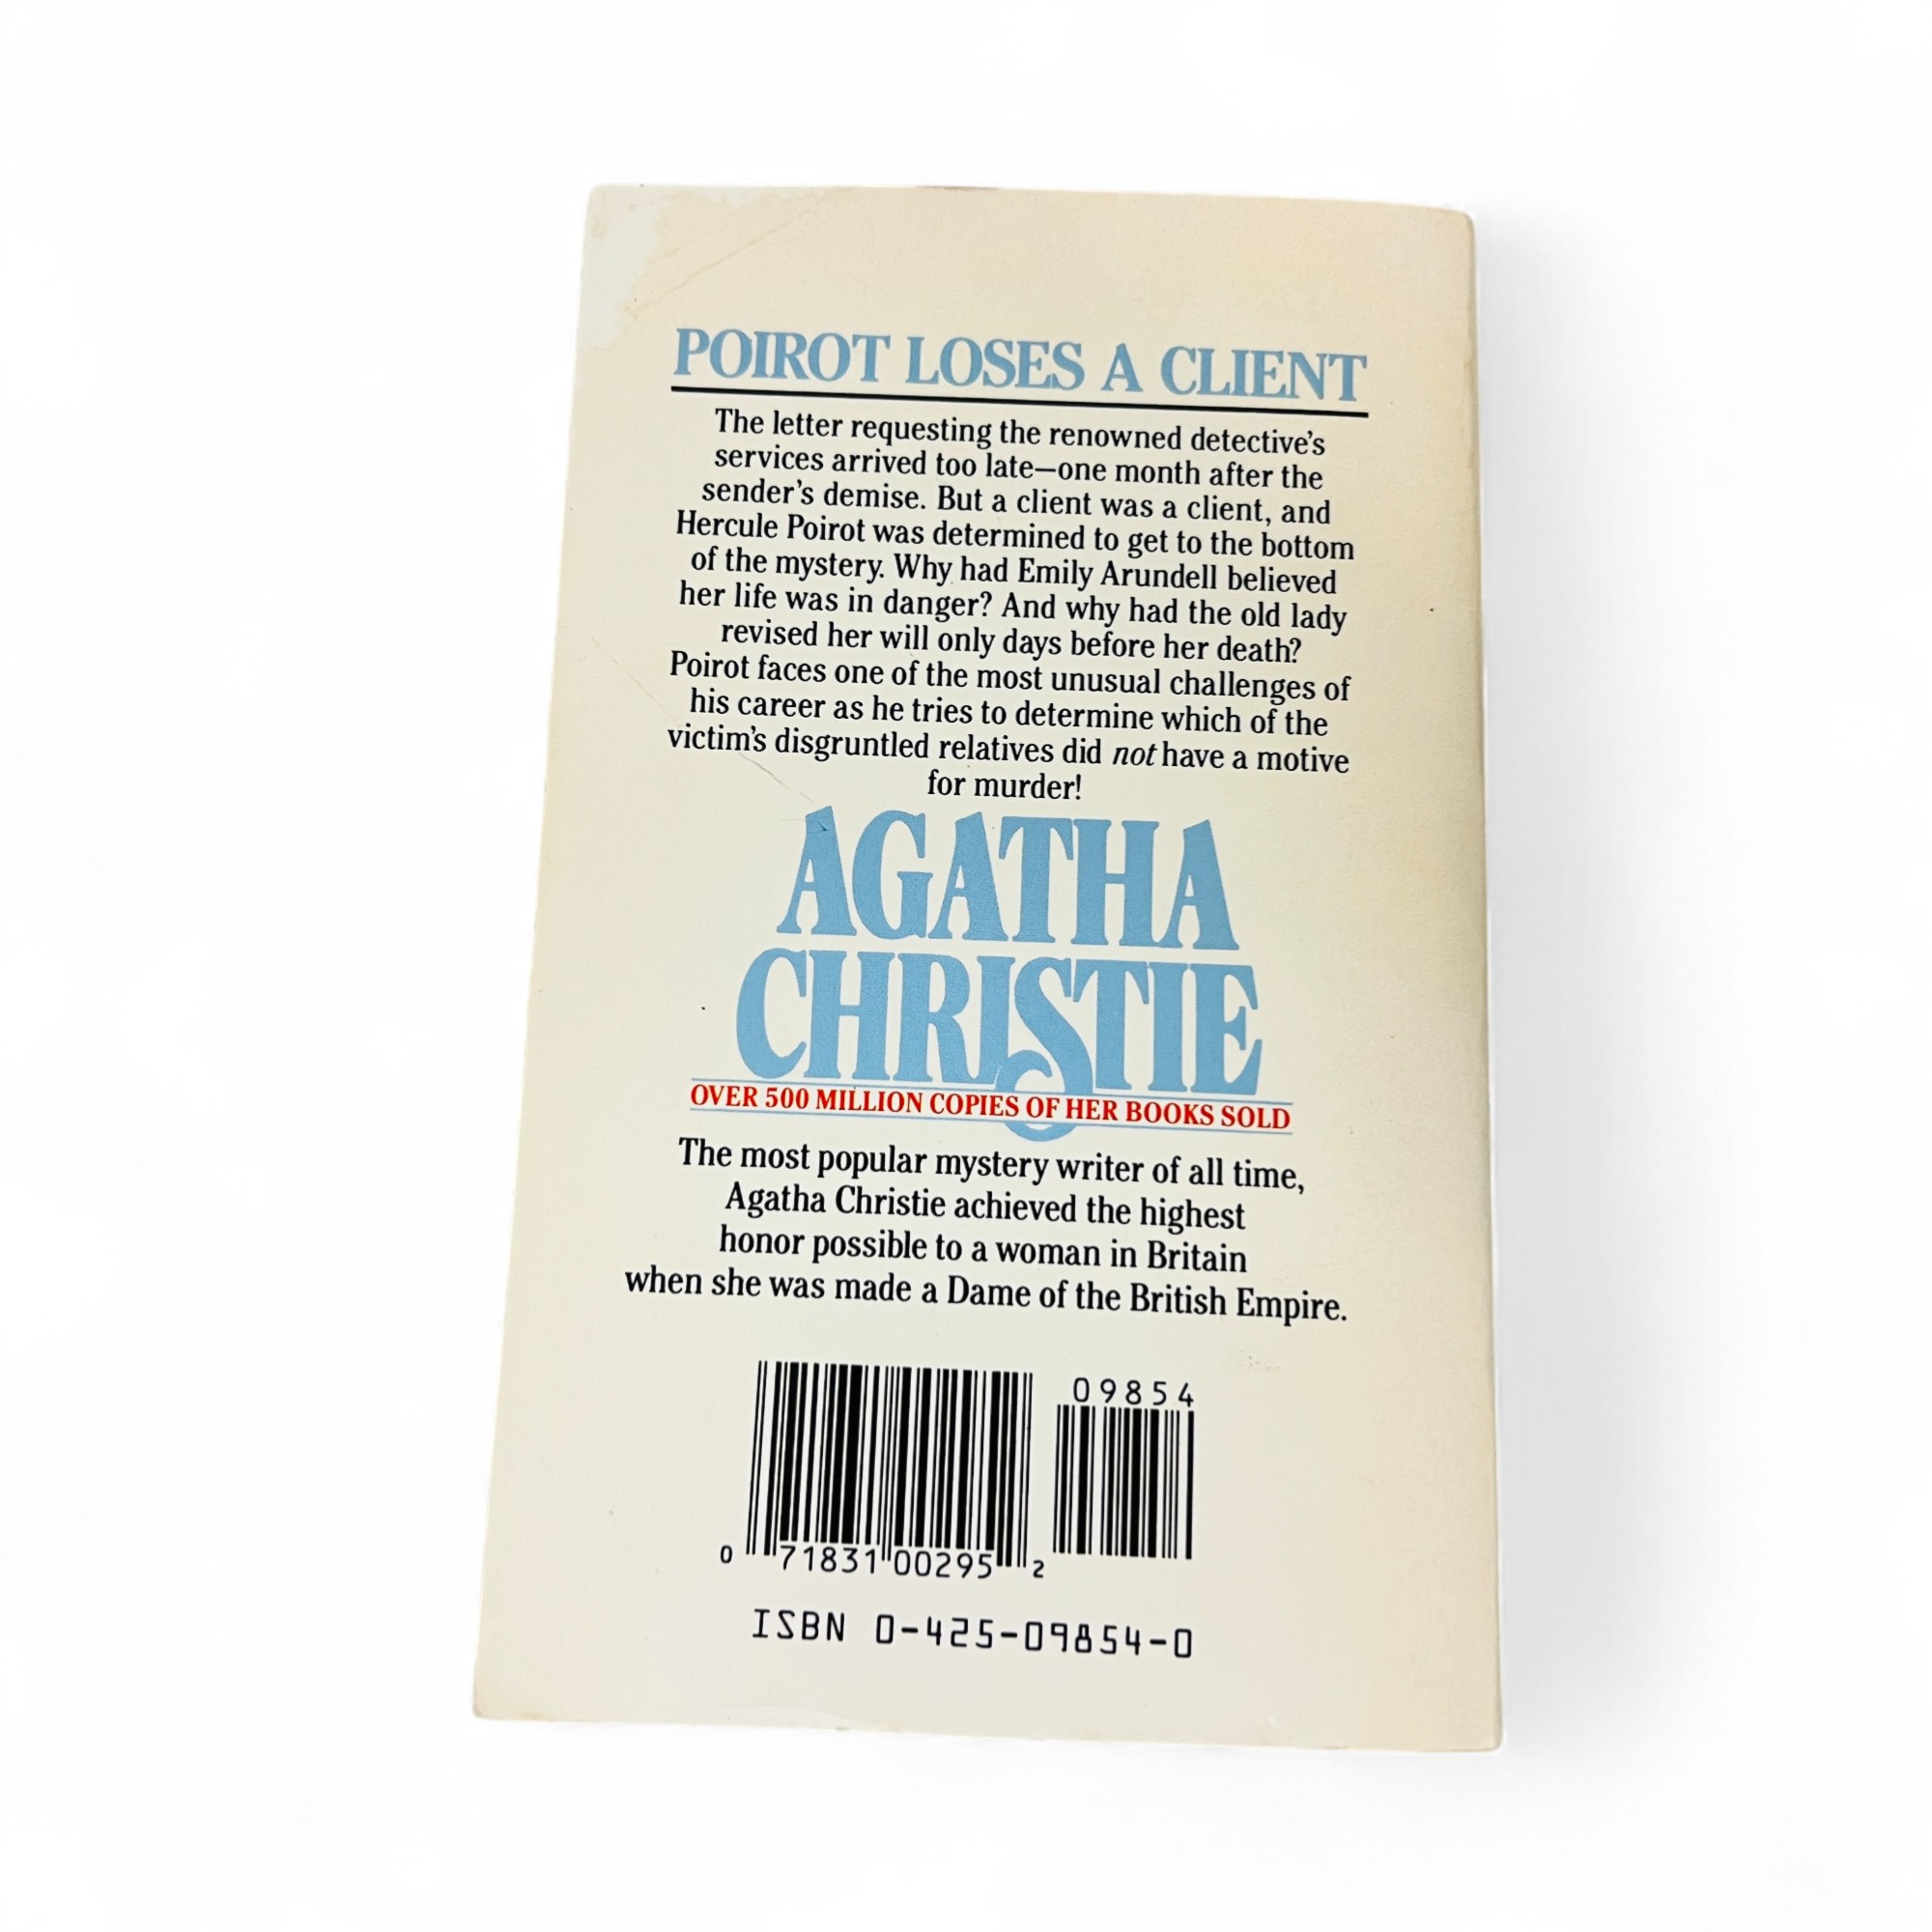 POIROT LOSES A CLIENT
The letter requesting the renowned detective's
services arrived too late—one month after the
sender's demise. But a client was a client, and
Hercule Poirot was determined to get to the bottom
of the mystery. Why had Emily Arundell believed
her life was in danger? And why had the old lady
revised her will only days before her death?
Poirot faces one of the most unusual challenges of
his career as he tries to determine which of the
victim's disgruntled relatives did not have a motive
for murder!
AGATHA
CHRISTIE
OVER 500 MILLION COPIES OF HER BOOKS SOLD
The most popular mystery writer of all time,
Agatha Christie achieved the highest
honor possible to a woman in Britain
when she was made a Dame of the British Empire.
09854
0 71831 00295 2
ISBN 0-425-09854-0